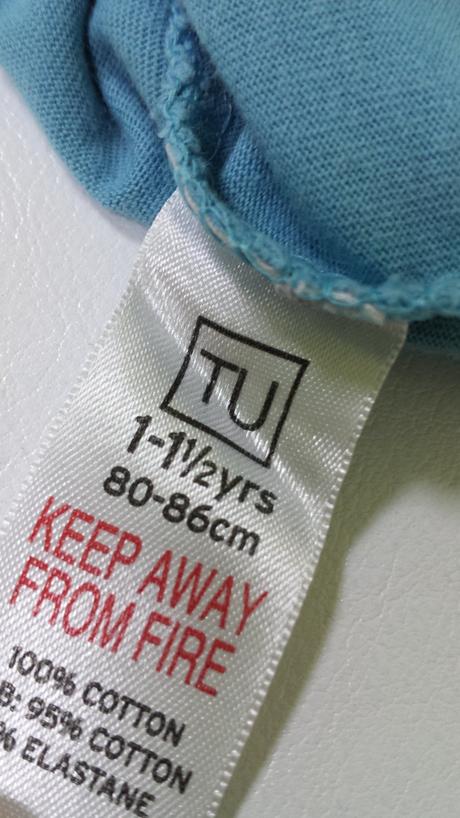 TU
1-1½yrs
80-86cm
KEEP AWAY
FROM FIRE
100% COTTON
B: 95% COTTON
% ELASTANE